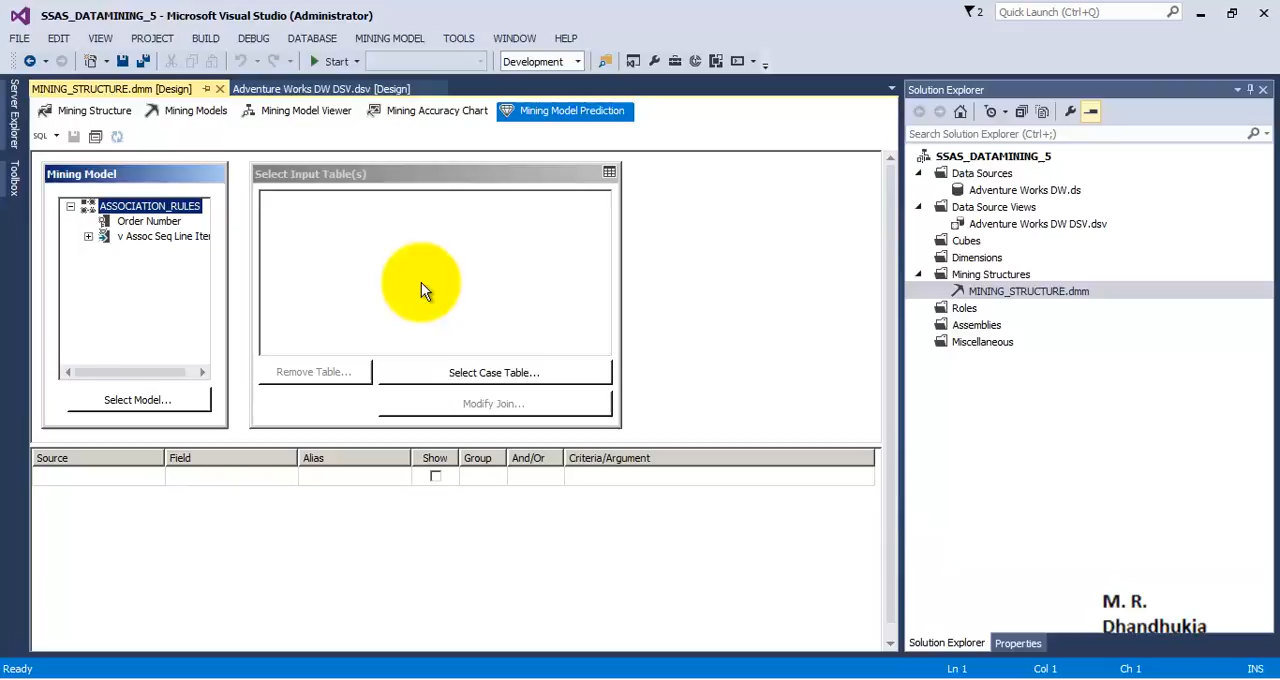 SSAS_DATAMINING_5 - Microsoft Visual Studio (Administrator)
2
Quick Launch (Ctrl+Q)
FILE EDIT VIEW PROJECT BUILD DEBUG DATABASE MINING MODEL TOOLS WINDOW HELP
Start Development
Server Explorer
Toolbox
MINING_STRUCTURE.dmm [Design] Adventure Works DW DSV.dsv [Design]
Mining Structure Mining Models Mining Model Viewer Mining Accuracy Chart Mining Model Prediction
SQL
Mining Model
ASSOCIATION_RULES
Order Number
v Assoc Seq Line Iter
Select Model...
Select Input Table(s)
Remove Table... Select Case Table...
Modify Join...
Source Field Alias Show Group And/Or Criteria/Argument
Solution Explorer
Search Solution Explorer (Ctrl+;)
SSAS_DATAMINING_5
Data Sources
Adventure Works DW.ds
Data Source Views
Adventure Works DW DSV.dsv
Cubes
Dimensions
Mining Structures
MINING_STRUCTURE.dmm
Roles
Assemblies
Miscellaneous
M. R.
Dhandhukia
Solution Explorer Properties
Ready Ln 1 Col 1 Ch 1 INS